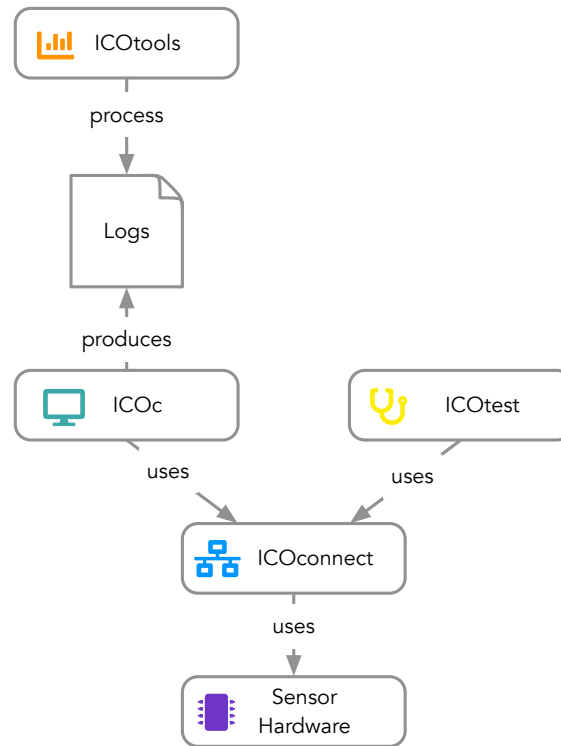 ICOtools
process
Logs
produces
ICOc
ICOtest
uses
uses
ICOconnect
uses
Sensor
Hardware